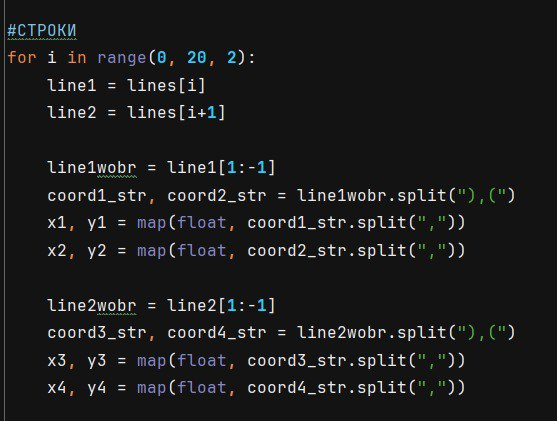 #СТРОКИ
for i in range(0, 20, 2):
    line1 = lines[i]
    line2 = lines[i+1]

    line1wobr = line1[1:-1]
    coord1_str, coord2_str = line1wobr.split("),(")
    x1, y1 = map(float, coord1_str.split(","))
    x2, y2 = map(float, coord2_str.split(","))

    line2wobr = line2[1:-1]
    coord3_str, coord4_str = line2wobr.split("),(")
    x3, y3 = map(float, coord3_str.split(","))
    x4, y4 = map(float, coord4_str.split(","))